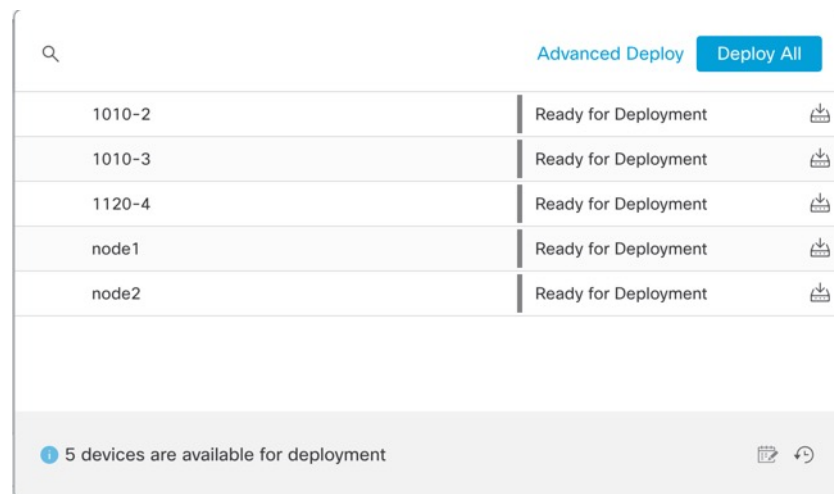 Advanced Deploy Deploy All
1010-2 Ready for Deployment
1010-3 Ready for Deployment
1120-4 Ready for Deployment
node1 Ready for Deployment
node2 Ready for Deployment
5 devices are available for deployment